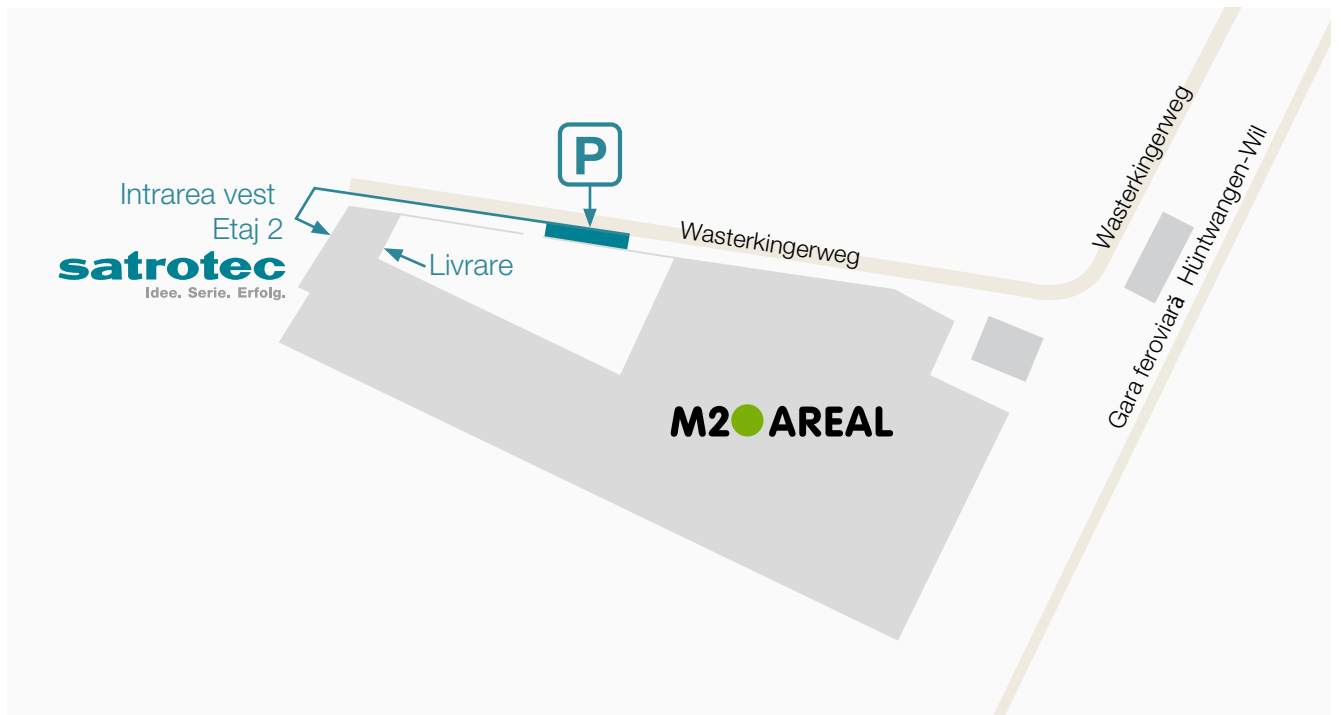 P
Intrarea vest
Etaj 2
satrotec
Idee. Serie. Erfolg.
Livrare
Wasterkingerweg
Wasterkingerweg
Gara feroviară Hüntwangen-Wil
M2 AREAL